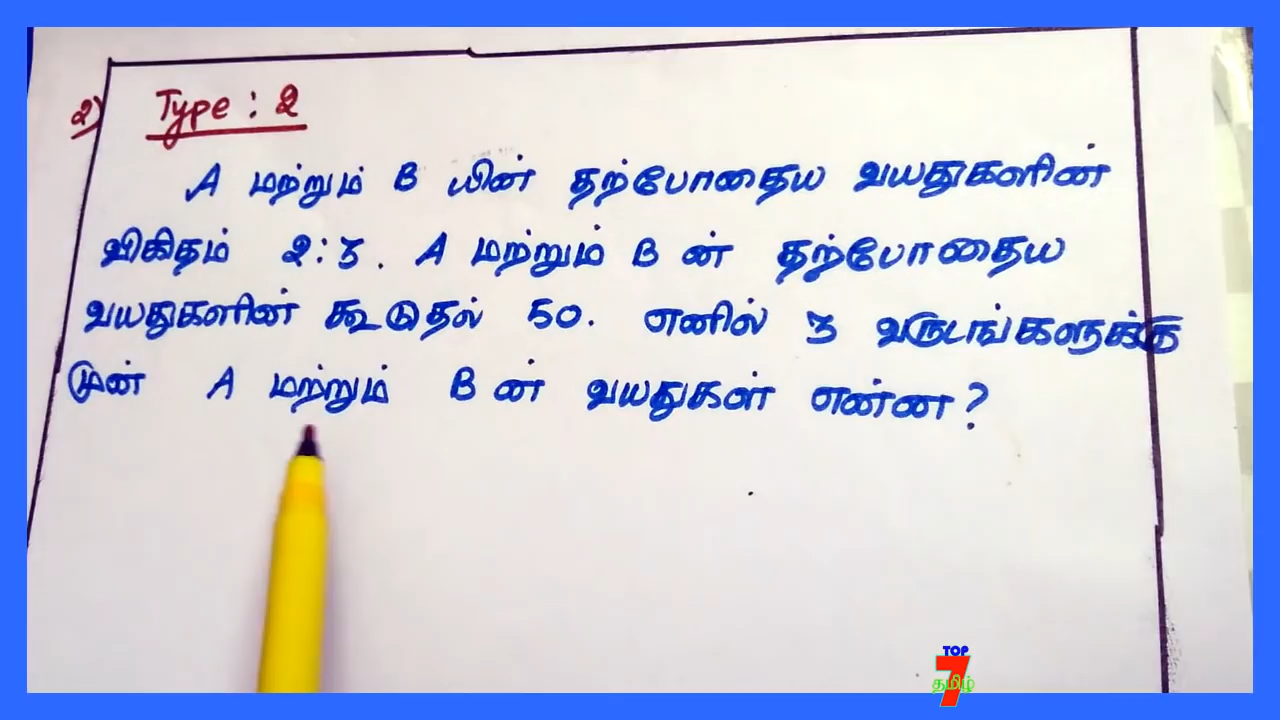 2) Type : 2
A மற்றும் B யின் தற்போதைய வயதுகளின்
விகிதம் 2:3. A மற்றும் B ன் தற்போதைய
வயதுகளின் கூடுதல் 50. எனில் 3 வருடங்களுக்கு
முன் A மற்றும் B ன் வயதுகள் என்ன?
TOP
7
தமிழ்